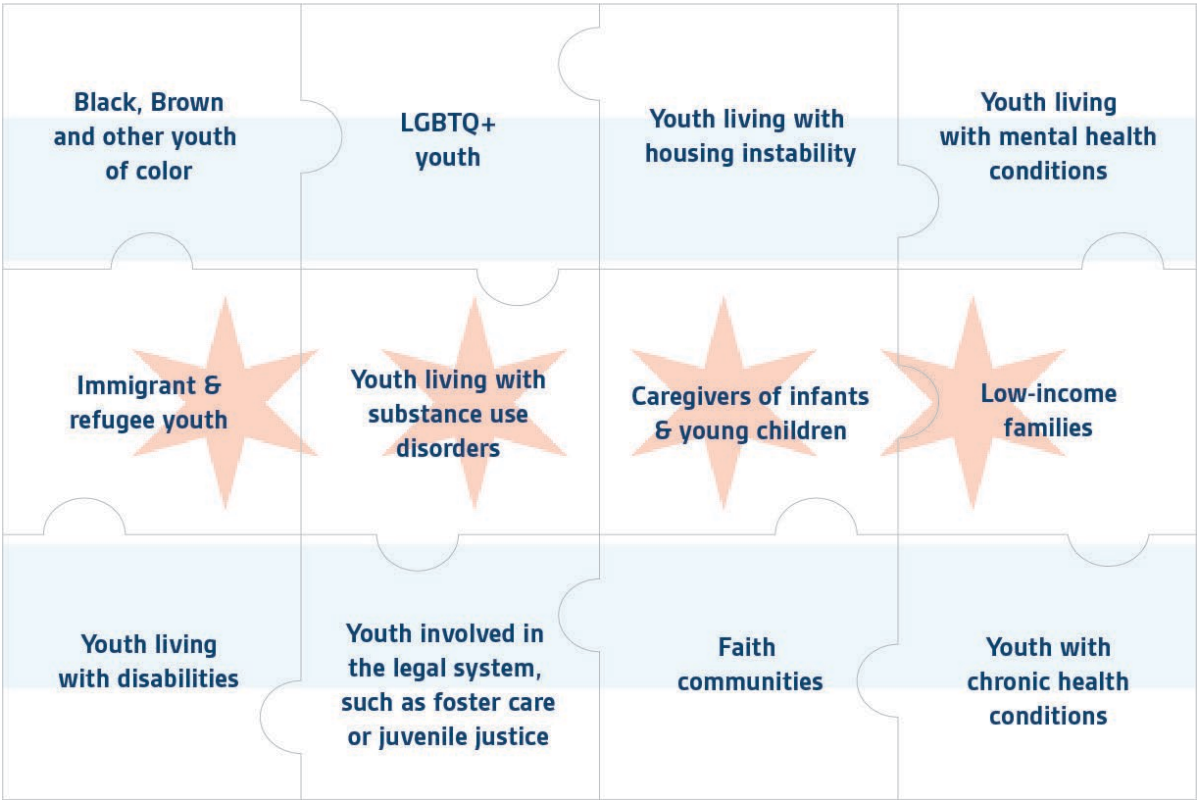 Black, Brown
and other youth
of color
LGBTQ+
youth
Youth living with
housing instability
Youth living
with mental health
conditions
Immigrant &
refugee youth
Youth living with
substance use
disorders
Caregivers of infants
& young children
Low-income
families
Youth living
with disabilities
Youth involved in
the legal system,
such as foster care
or juvenile justice
Faith
communities
Youth with
chronic health
conditions